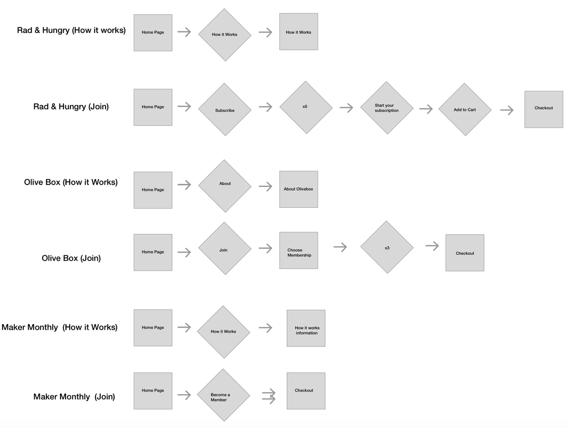 Rad & Hungry (How it works)
Home Page
How it Works
How it Works
Rad & Hungry (Join)
Home Page
Subscribe
x5
Start your
subscription
Add to Cart
Checkout
Olive Box (How it Works)
Home Page
About
About Olivebox
Olive Box (Join)
Home Page
Join
Choose
Membership
x3
Checkout
Maker Monthly (How it Works)
Home Page
How it Works
How it works
information
Maker Monthly (Join)
Home Page
Become a
Member
Checkout